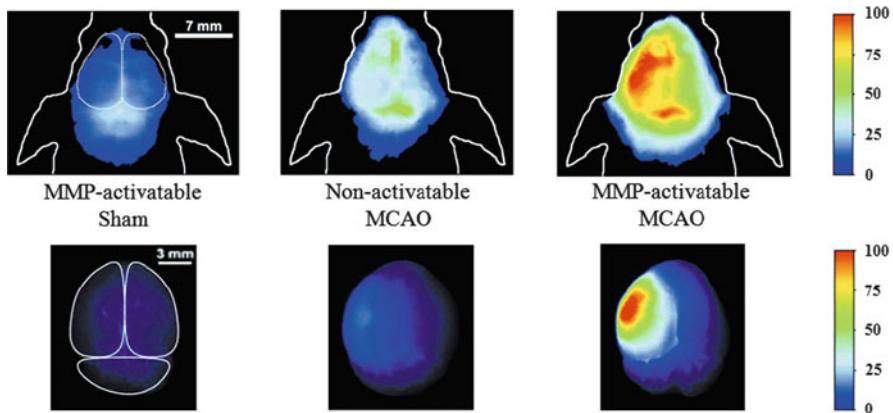 7 mm
100
75
50
25
0
MMP-activatable
Sham
Non-activatable
MCAO
MMP-activatable
MCAO
3 mm
100
75
50
25
0